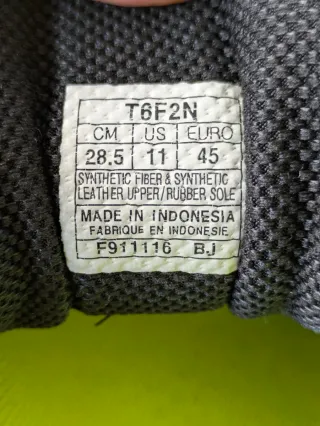 T6F2N
CM US EURO
28.5 11 45
SYNTHETIC FIBER & SYNTHETIC
LEATHER UPPER/RUBBER SOLE
MADE IN INDONESIA
FABRIQUE EN INDONESIE
F911116 BJ